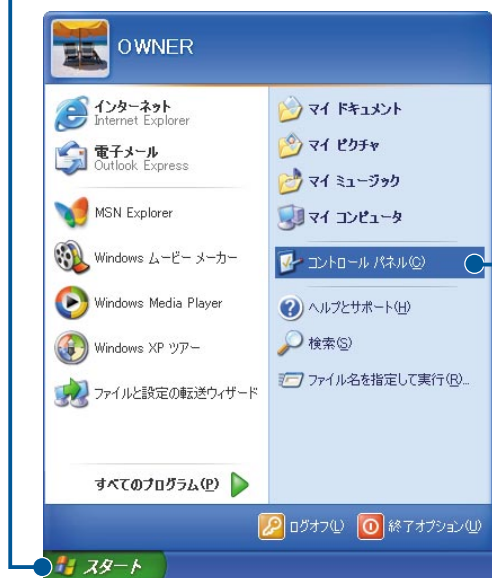 OWNER
インターネット
Internet Explorer
電子メール
Outlook Express
MSN Explorer
Windows ムービー メーカー
Windows Media Player
Windows XP ツアー
ファイルと設定の転送ウィザード
すべてのプログラム(P)
マイ ドキュメント
マイ ピクチャ
マイ ミュージック
マイ コンピュータ
コントロール パネル(C)
ヘルプとサポート(H)
検索(S)
ファイル名を指定して実行(R)...
ログオフ(L)
終了オプション(U)
スタート